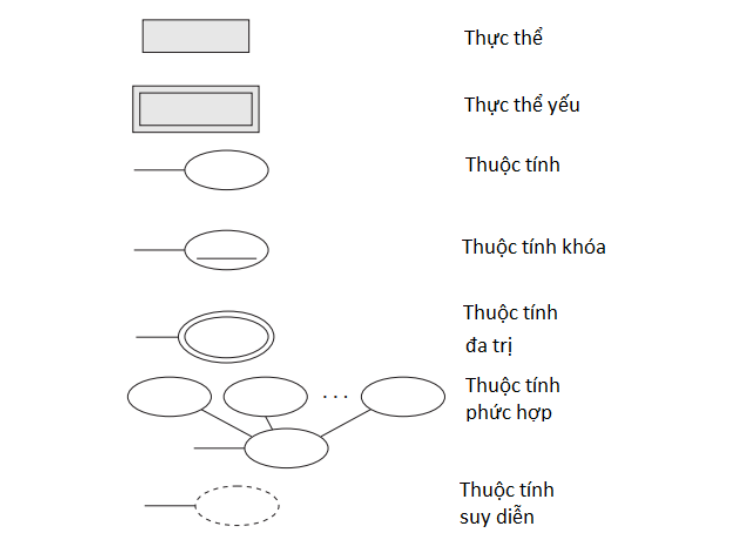 Thực thể
Thực thể yếu
Thuộc tính
Thuộc tính khóa
Thuộc tính
đa trị
Thuộc tính
phức hợp
Thuộc tính
suy diễn